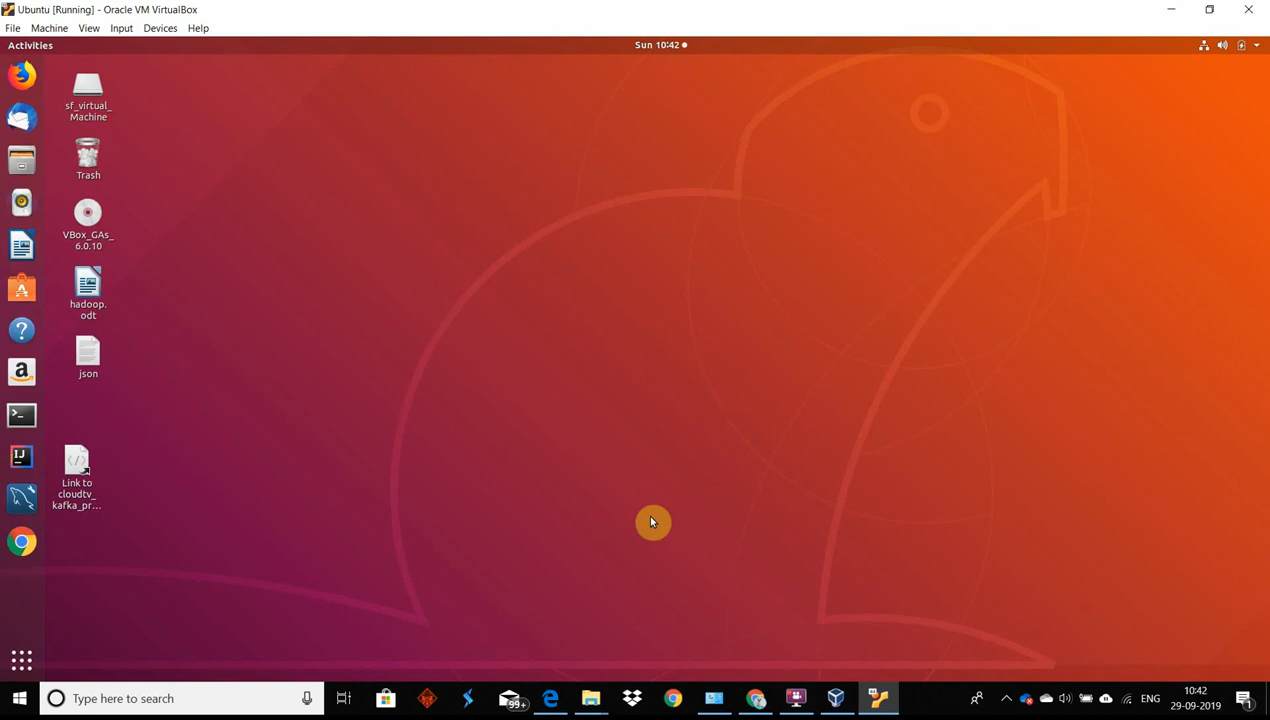 Ubuntu [Running] - Oracle VM VirtualBox
File Machine View Input Devices Help
Activities
Sun 10:42
sf_virtual_
Machine
Trash
VBox_GAs_
6.0.10
hadoop.
odt
json
Link to
cloudtv_
kafka_pr...
Type here to search
99+
ENG
10:42
29-09-2019
1